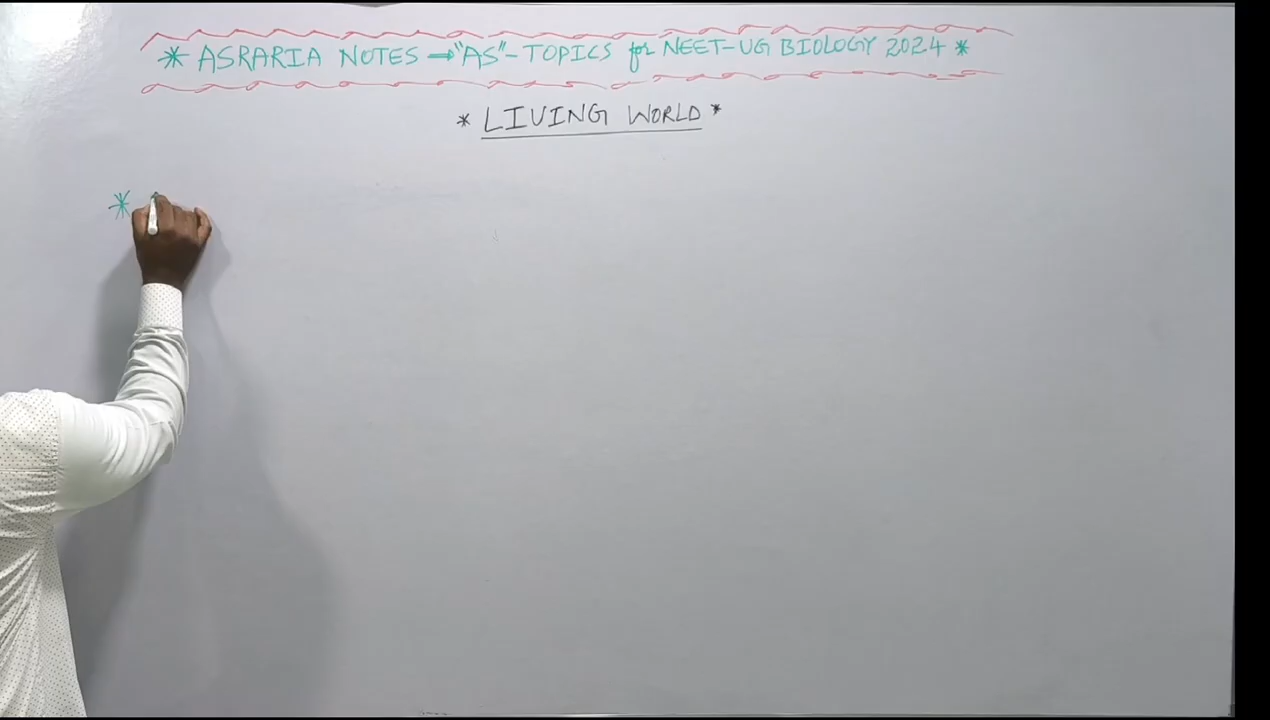 * ASRARIA NOTES →"AS"-TOPICS for NEET-UG BIOLOGY 2024 *
* LIVING WORLD *
*